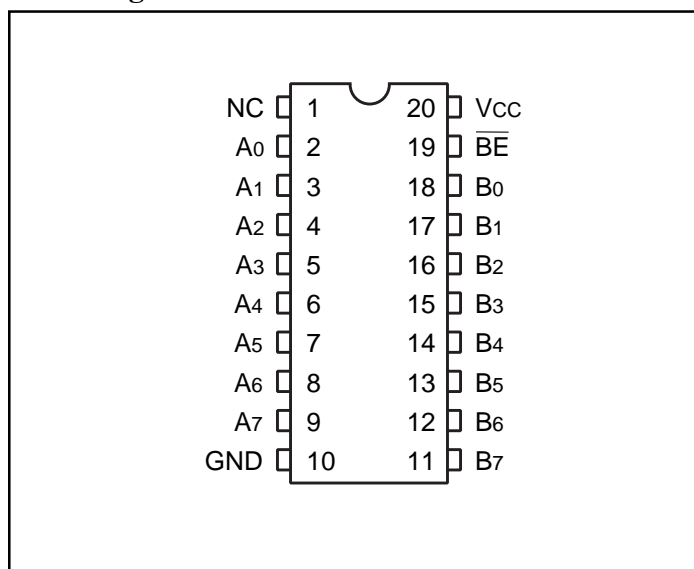 NC 1 20 Vcc
A0 2 19 B̅E̅
A1 3 18 B0
A2 4 17 B1
A3 5 16 B2
A4 6 15 B3
A5 7 14 B4
A6 8 13 B5
A7 9 12 B6
GND 10 11 B7